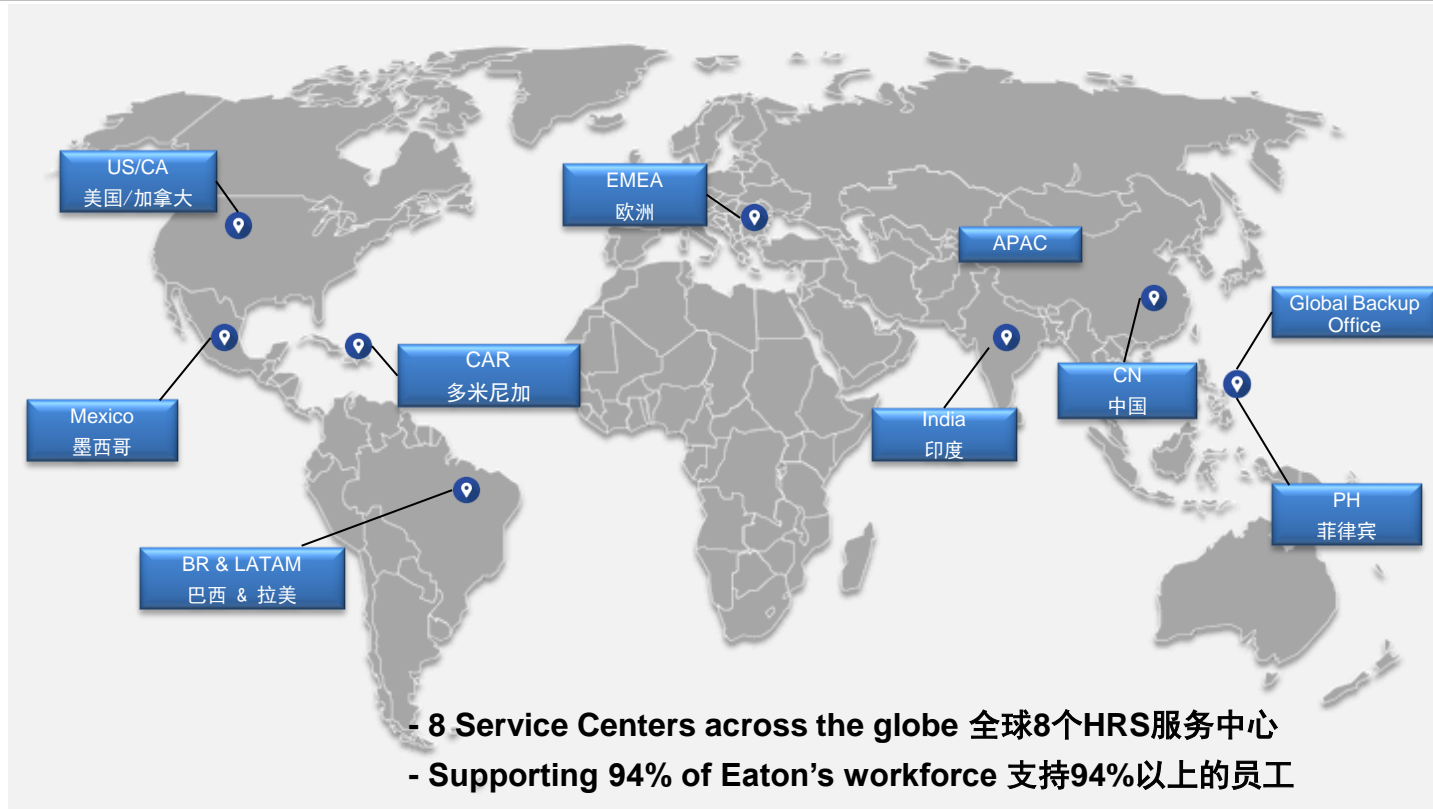 US/CA
美国/加拿大
EMEA
欧洲
APAC
Global Backup
Office
CAR
多米尼加
CN
中国
Mexico
墨西哥
India
印度
PH
菲律宾
BR & LATAM
巴西 & 拉美
- 8 Service Centers across the globe 全球8个HRS服务中心
- Supporting 94% of Eaton’s workforce 支持94%以上的员工